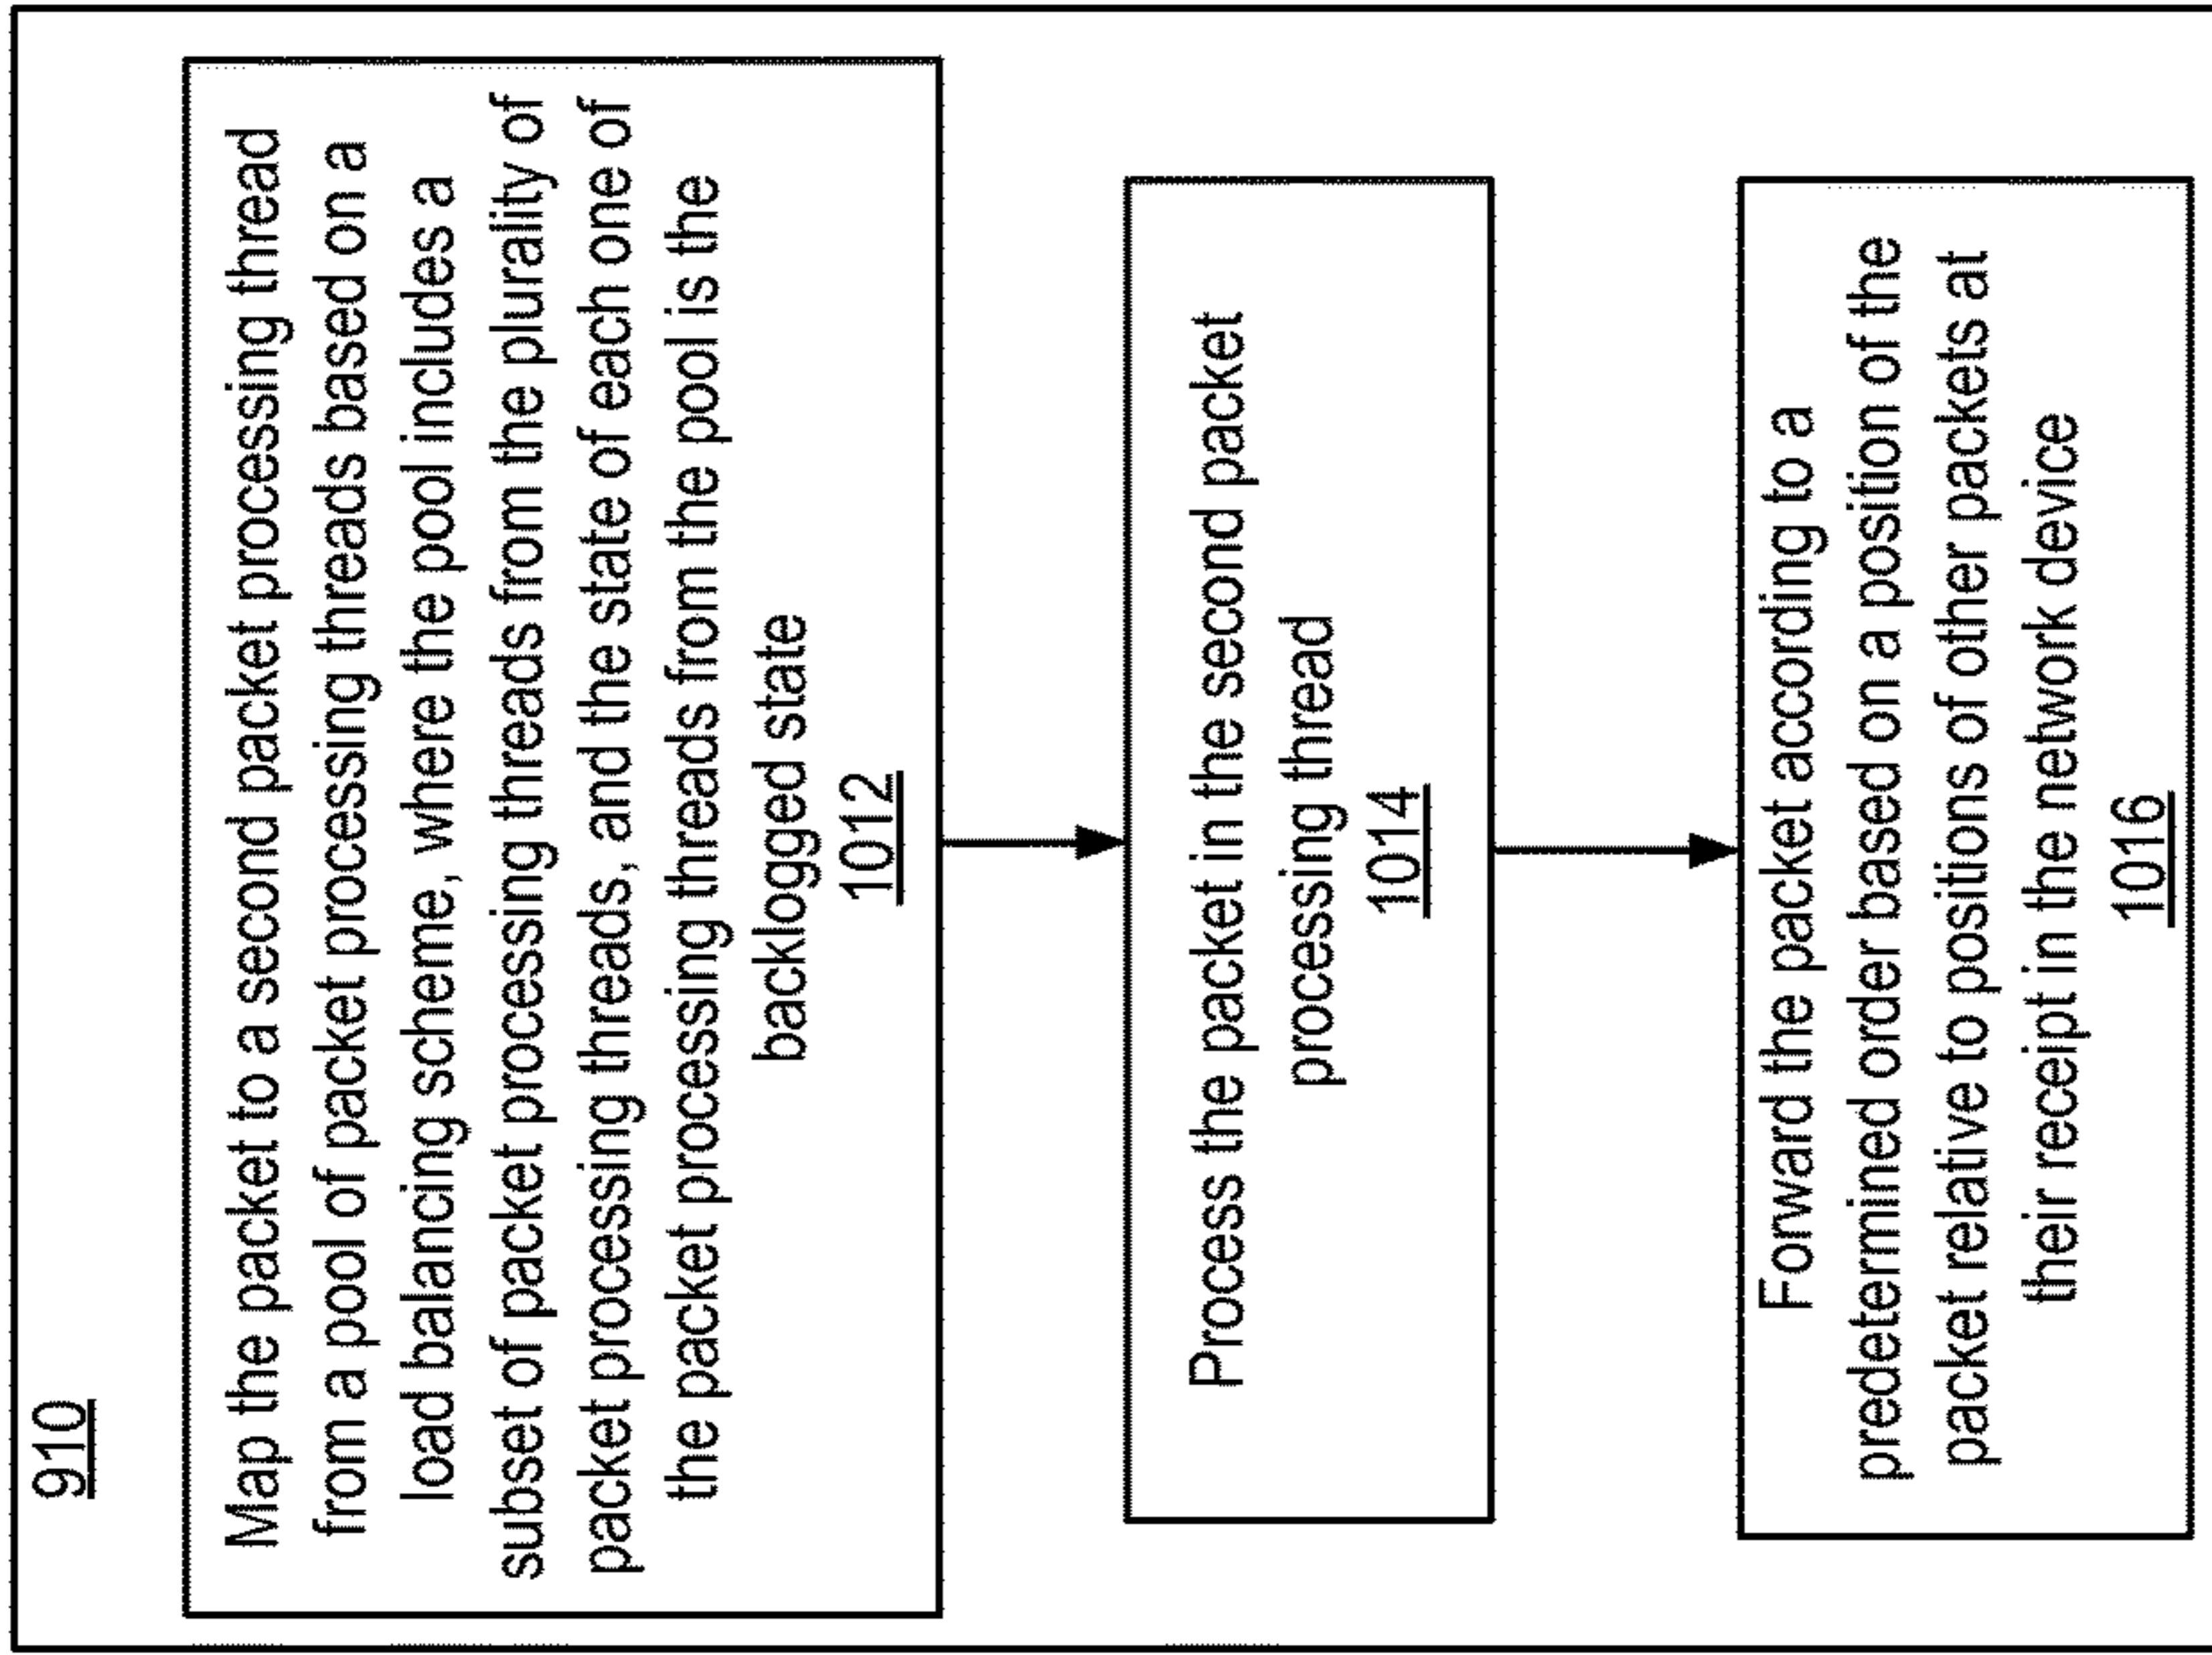 910
Map the packet to a second packet processing thread
from a pool of packet processing threads based on a
load balancing scheme, where the pool includes a
subset of packet processing threads from the plurality of
packet processing threads, and the state of each one of
the packet processing threads from the pool is the
backlogged state
1012
Process the packet in the second packet
processing thread
1014
Forward the packet according to a
predetermined order based on a position of the
packet relative to positions of other packets at
their receipt in the network device
1016